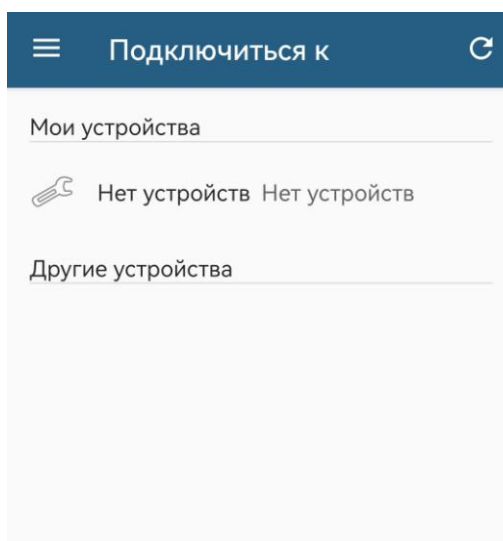 Подключиться к
Мои устройства
Нет устройств Нет устройств
Другие устройства